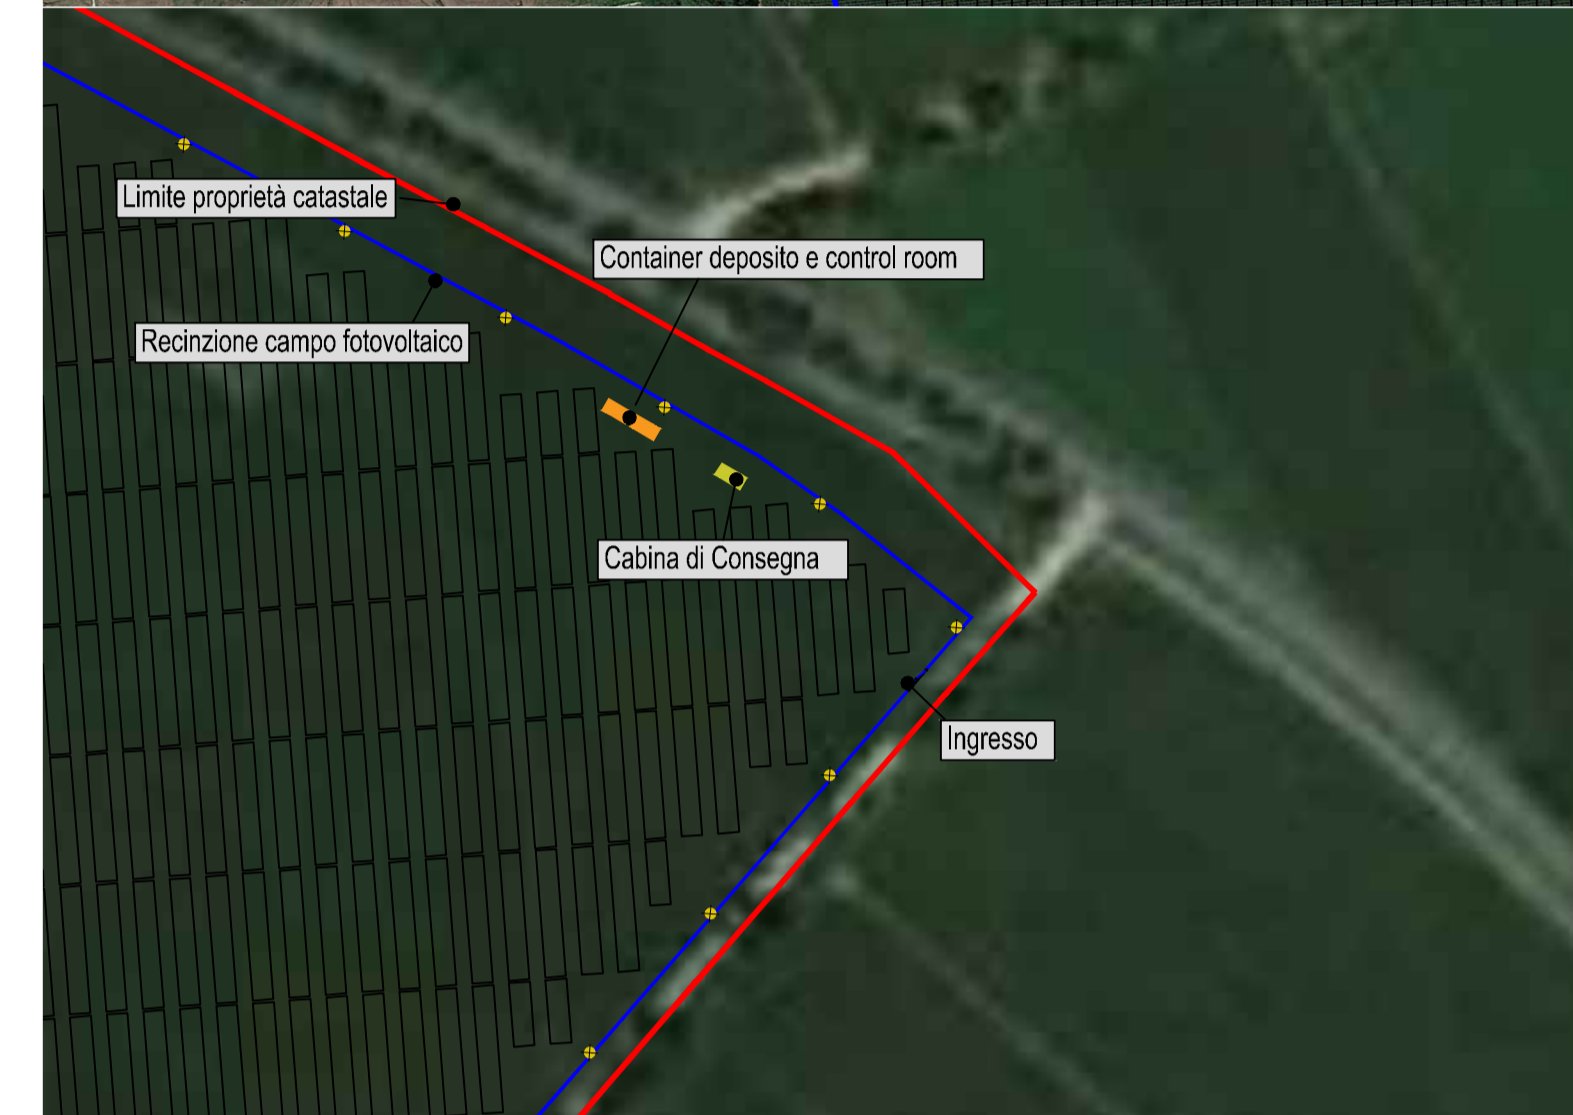 Limite proprietà catastale
Container deposito e control room
Recinzione campo fotovoltaico
Cabina di Consegna
Ingresso